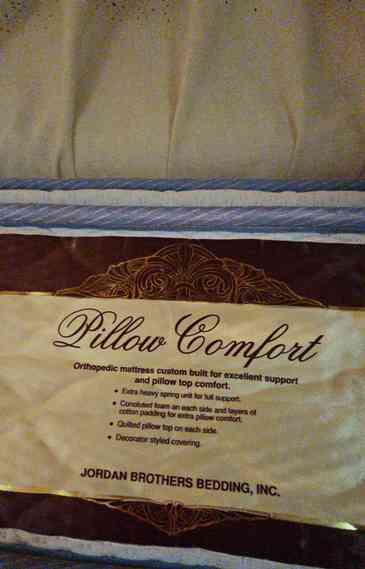 Pillow Comfort
Orthopedic mattress custom built for excellent support
and pillow top comfort.
• Extra heavy spring unit for full support.
• Convoluted foam an each side and layers of
cotton padding for extra pillow comfort.
• Quilted pillow top on each side.
• Decorator styled covering.
JORDAN BROTHERS BEDDING, INC.